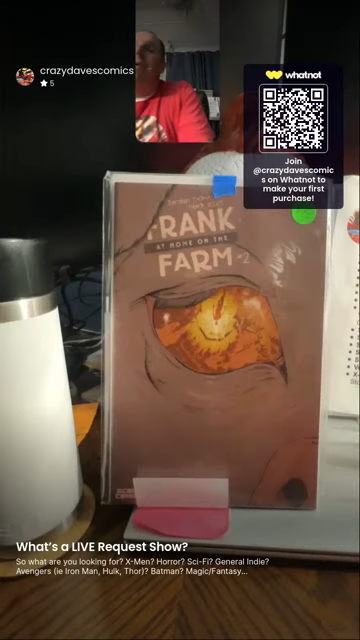 crazydavescomics
★ 5
whatnot
Join
@crazydavescomic
s on Whatnot to
make your first
purchase!
FRANK
AT HOME ON THE
FARM #2
What's a LIVE Request Show?
So what are you looking for? X-Men? Horror? Sci-Fi? General Indie?
Avengers (ie Iron Man, Hulk, Thor)? Batman? Magic/Fantasy...